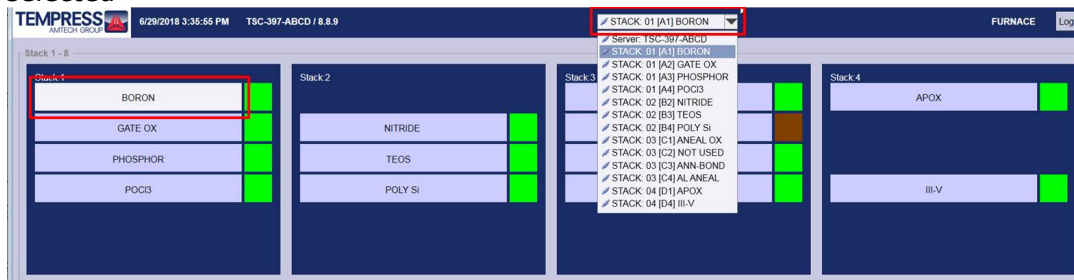 selected
TEMPRESS
AMTECH GROUP
6/29/2018 3:35:55 PM TSC-397-ABCD / 8.8.9
STACK: 01 [A1] BORON
FURNACE
Log
Stack 1 - 8
Stack:1
BORON
GATE OX
PHOSPHOR
POCl3
Stack:2
NITRIDE
TEOS
POLY Si
Stack:3
Server: TSC-397-ABCD
STACK: 01 [A1] BORON
STACK: 01 [A2] GATE OX
STACK: 01 [A3] PHOSPHOR
STACK: 01 [A4] POCl3
STACK: 02 [B2] NITRIDE
STACK: 02 [B3] TEOS
STACK: 02 [B4] POLY Si
STACK: 03 [C1] ANEAL OX
STACK: 03 [C2] NOT USED
STACK: 03 [C3] ANN-BOND
STACK: 03 [C4] AL ANEAL
STACK: 04 [D1] APOX
STACK: 04 [D4] III-V
Stack:4
APOX
III-V